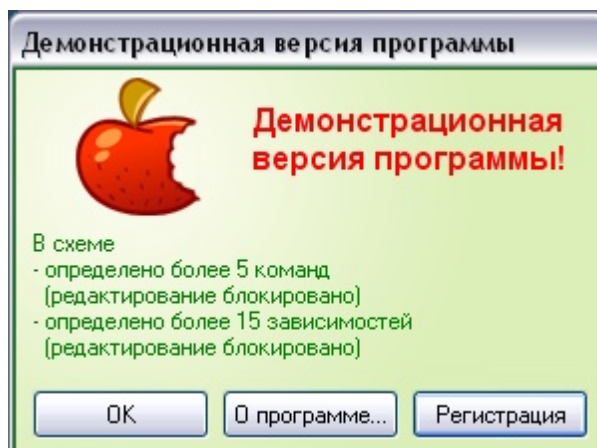 Демонстрационная версия программы
Демонстрационная
версия программы!
В схеме
- определено более 5 команд
(редактирование блокировано)
- определено более 15 зависимостей
(редактирование блокировано)
OK
О программе...
Регистрация